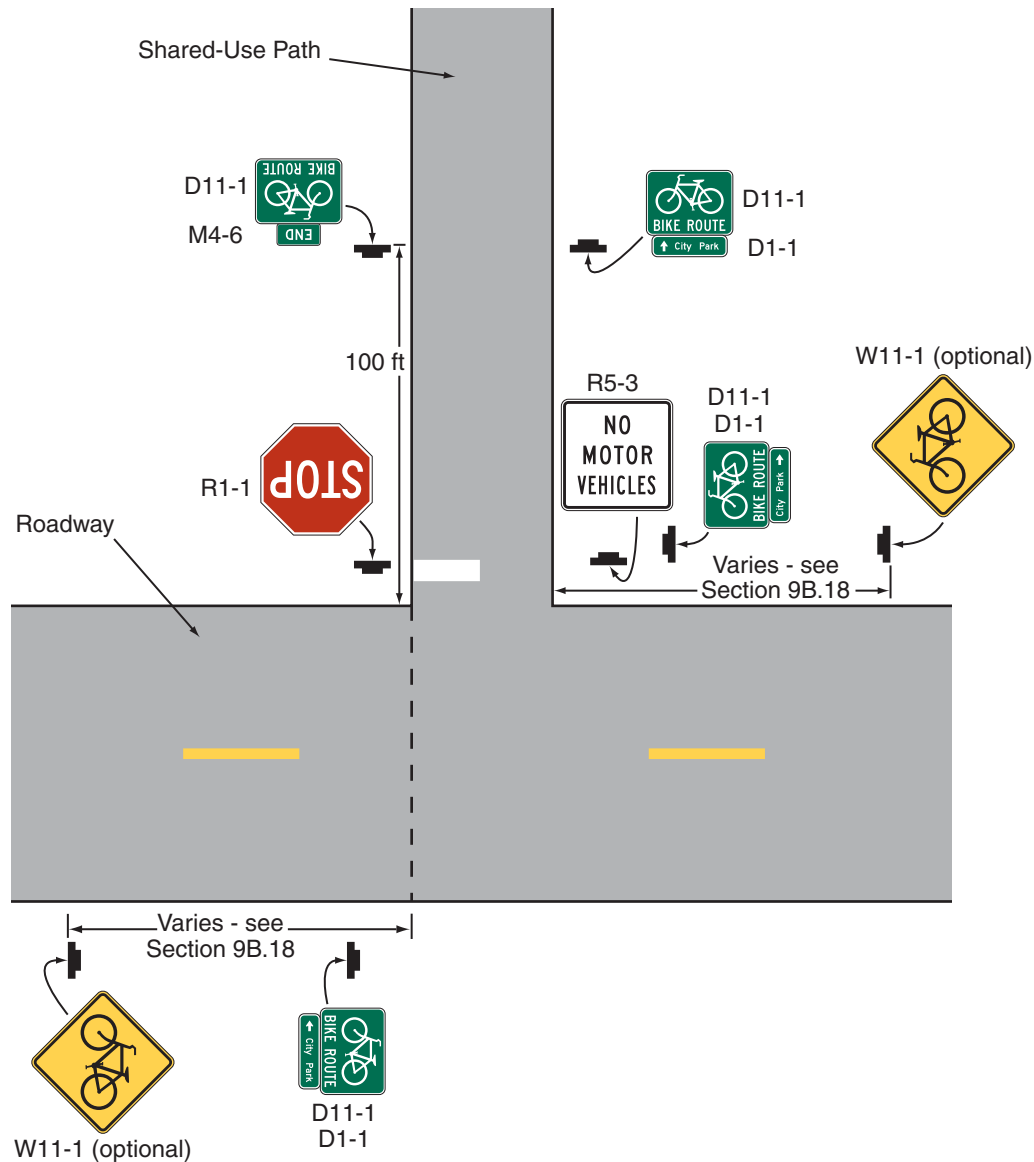 Shared-Use Path
BIKE ROUTE
END
D11-1
M4-6
BIKE ROUTE
↑ City Park
D11-1
D1-1
100 ft
W11-1 (optional)
R5-3
NO
MOTOR
VEHICLES
D11-1
D1-1
BIKE ROUTE
City Park ↑
R1-1
STOP
Roadway
Varies - see
Section 9B.18
Varies - see
Section 9B.18
↑ City Park
BIKE ROUTE
D11-1
D1-1
W11-1 (optional)